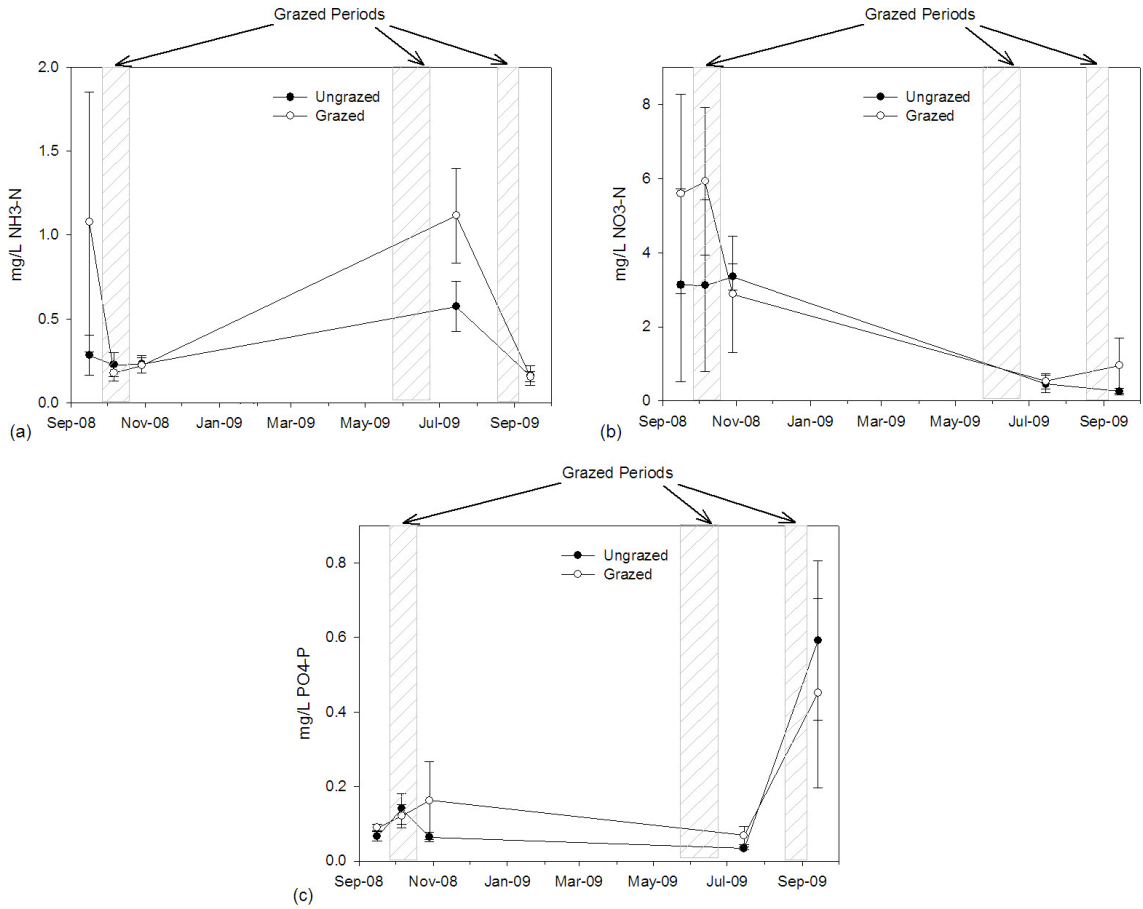 Grazed Periods
Grazed Periods
2.0
1.5
1.0
0.5
0.0
mg/L NH3-N
Ungrazed
Grazed
Sep-08 Nov-08 Jan-09 Mar-09 May-09 Jul-09 Sep-09
(a)
8
6
4
2
0
mg/L NO3-N
Ungrazed
Grazed
Sep-08 Nov-08 Jan-09 Mar-09 May-09 Jul-09 Sep-09
(b)
Grazed Periods
0.8
0.6
0.4
0.2
0.0
mg/L PO4-P
Ungrazed
Grazed
Sep-08 Nov-08 Jan-09 Mar-09 May-09 Jul-09 Sep-09
(c)